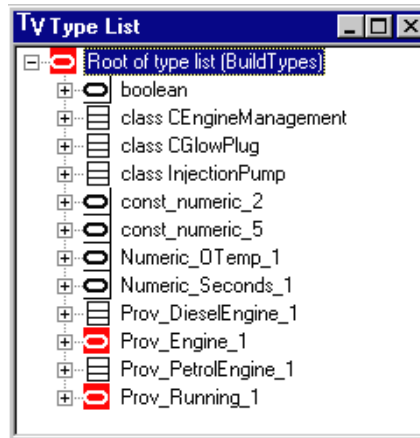 TV Type List
Root of type list (BuildTypes)
boolean
class CEngineManagement
class CGlowPlug
class InjectionPump
const_numeric_2
const_numeric_5
Numeric_OTemp_1
Numeric_Seconds_1
Prov_DieselEngine_1
Prov_Engine_1
Prov_PetrolEngine_1
Prov_Running_1